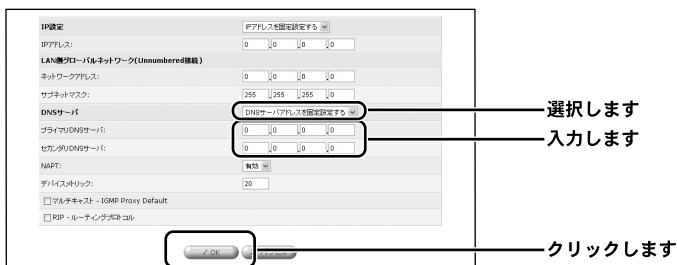 IP設定 IPアドレスを固定設定する
IPアドレス: 0 .0 .0 .0
LAN側グローバルネットワーク(Unnumbered接続)
ネットワークアドレス: 0 .0 .0 .0
サブネットマスク: 255 .255 .255 .0
DNSサーバ DNSサーバアドレスを固定設定する
選択します
プライマリDNSサーバ: 0 .0 .0 .0
入力します
セカンダリDNSサーバ: 0 .0 .0 .0
NAPT: 有効
デバイスメトリック: 20
マルチキャスト - IGMP Proxy Default
RIP - ルーティングプロトコル
✓ OK
クリックします